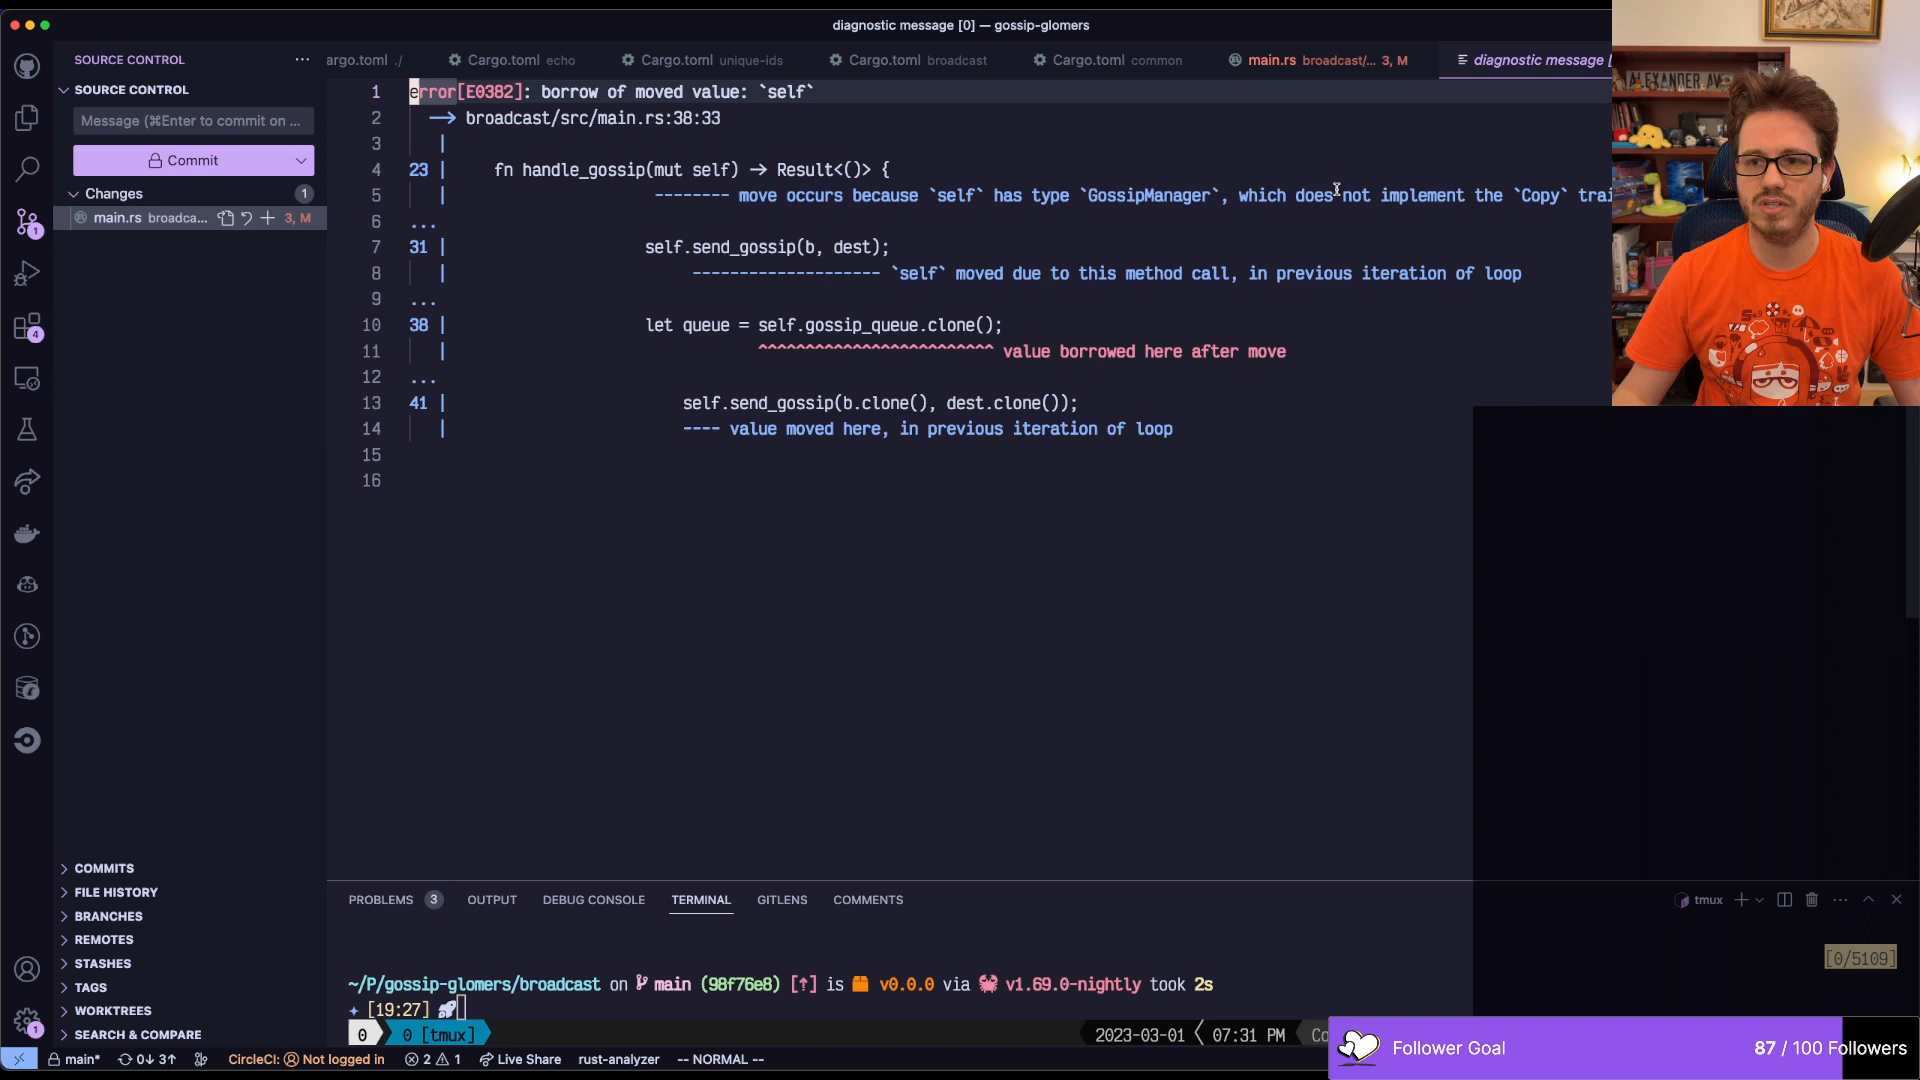 diagnostic message [0] — gossip-glomers
SOURCE CONTROL
argo.toml ./
Cargo.toml echo
Cargo.toml unique-ids
Cargo.toml broadcast
Cargo.toml common
main.rs broadcast/... 3, M
diagnostic message [
SOURCE CONTROL
Message (⌘Enter to commit on ...
Commit
Changes 1
main.rs broadca... 3, M
1 error[E0382]: borrow of moved value: `self`
2 → broadcast/src/main.rs:38:33
3 |
4 23 | fn handle_gossip(mut self) → Result<()> {
5 | -------- move occurs because `self` has type `GossipManager`, which does not implement the `Copy` trai
6 ...
7 31 | self.send_gossip(b, dest);
8 | -------------------- `self` moved due to this method call, in previous iteration of loop
9 ...
10 38 | let queue = self.gossip_queue.clone();
11 | ^^^^^^^^^^^^^^^^^^^^^^^^^ value borrowed here after move
12 ...
13 41 | self.send_gossip(b.clone(), dest.clone());
14 | ---- value moved here, in previous iteration of loop
15
16
ALEXANDER AV
1
4
COMMITS
FILE HISTORY
BRANCHES
REMOTES
STASHES
TAGS
WORKTREES
SEARCH & COMPARE
1
PROBLEMS 3
OUTPUT
DEBUG CONSOLE
TERMINAL
GITLENS
COMMENTS
tmux
[0/5109]
~/P/gossip-glomers/broadcast on main (98f76e8) [↑] is v0.0.0 via v1.69.0-nightly took 2s
[19:27]
0 0 [tmux]
2023-03-01 07:31 PM Co
main* 0↓ 3↑ CircleCI: Not logged in 2 1 Live Share rust-analyzer -- NORMAL --
Follower Goal 87 / 100 Followers